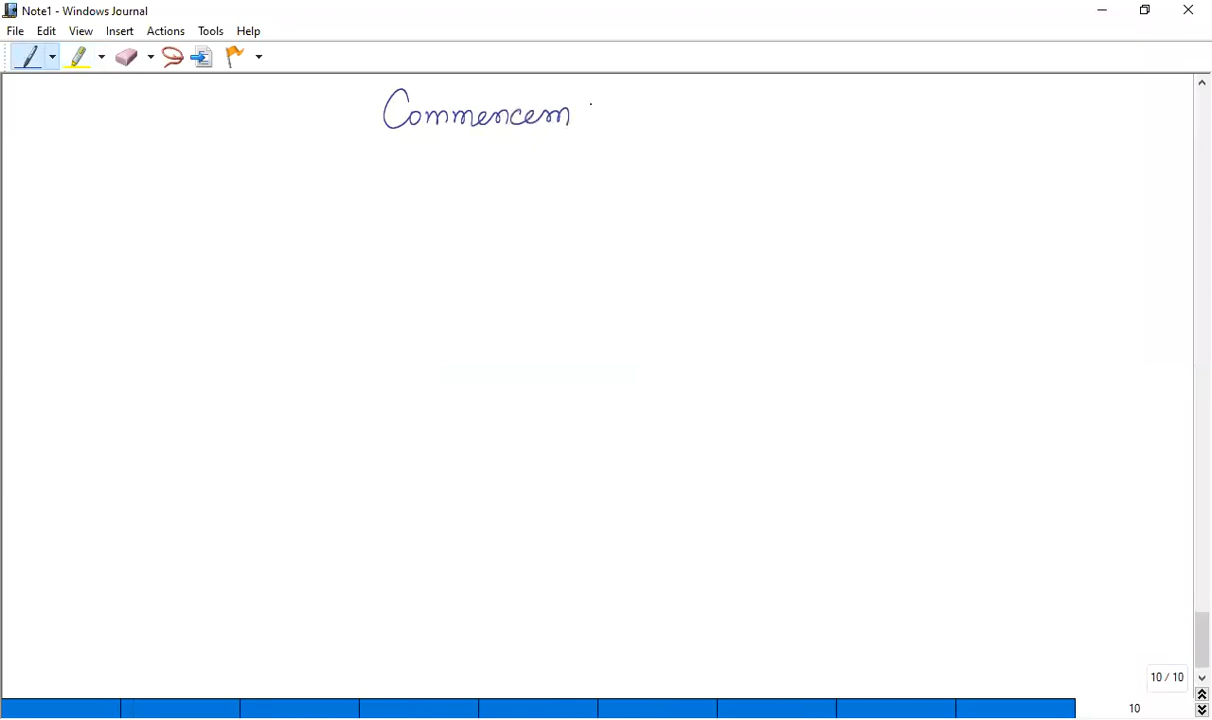 Note1 - Windows Journal
File Edit View Insert Actions Tools Help
Commencem
10 / 10
10